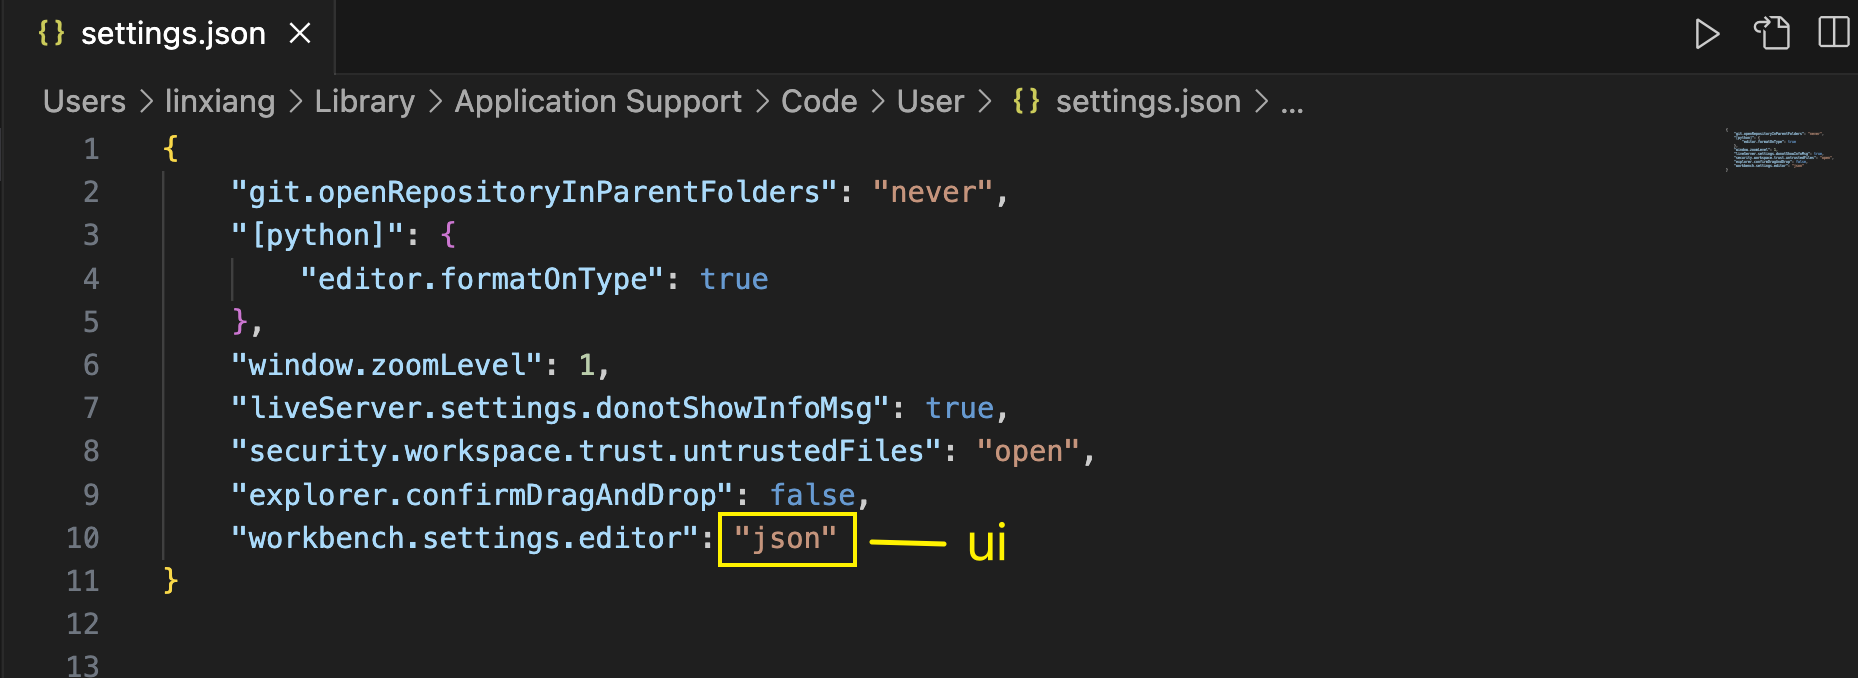 {} settings.json ×
Users > linxiang > Library > Application Support > Code > User > {} settings.json > ...
1 {
2 "git.openRepositoryInParentFolders": "never",
3 "[python]": {
4 "editor.formatOnType": true
5 },
6 "window.zoomLevel": 1,
7 "liveServer.settings.donotShowInfoMsg": true,
8 "security.workspace.trust.untrustedFiles": "open",
9 "explorer.confirmDragAndDrop": false,
10 "workbench.settings.editor": "json" ui
11 }
12
13